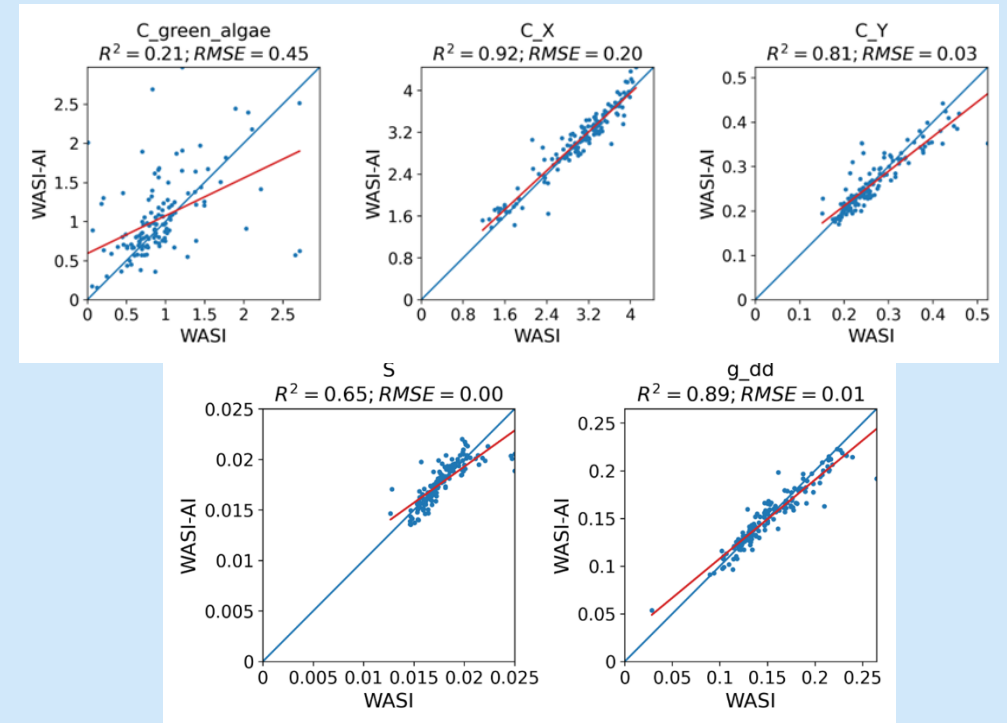 C_green_algae
R² = 0.21; RMSE = 0.45
WASI-AI
2.5
2
1.5
1
0.5
0
0 0.5 1 1.5 2 2.5
WASI
C_X
R² = 0.92; RMSE = 0.20
WASI-AI
4
3.2
2.4
1.6
0.8
0
0 0.8 1.6 2.4 3.2 4
WASI
C_Y
R² = 0.81; RMSE = 0.03
WASI-AI
0.5
0.4
0.3
0.2
0.1
0
0 0.1 0.2 0.3 0.4 0.5
WASI
S
R² = 0.65; RMSE = 0.00
WASI-AI
0.025
0.02
0.015
0.01
0.005
0
0 0.005 0.01 0.015 0.02 0.025
WASI
g_dd
R² = 0.89; RMSE = 0.01
WASI-AI
0.25
0.2
0.15
0.1
0.05
0
0 0.05 0.1 0.15 0.2 0.25
WASI